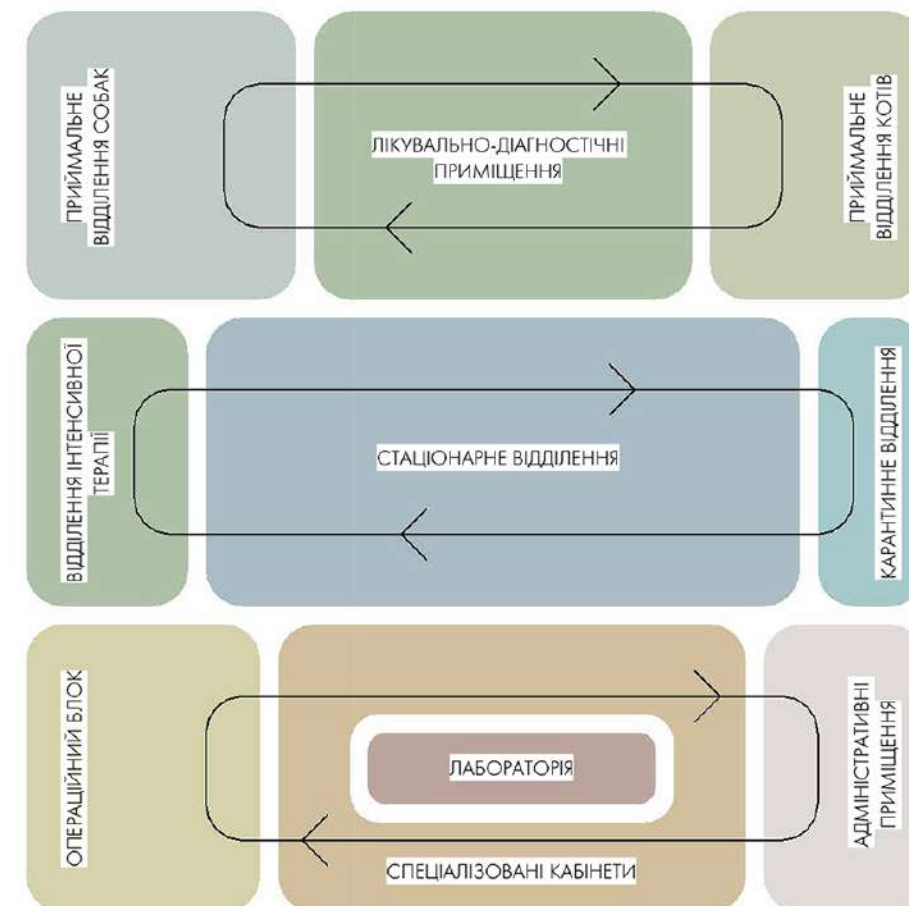 ПРИЙМАЛЬНЕ
ВІДДІЛЕННЯ СОБАК
ЛІКУВАЛЬНО-ДІАГНОСТІЧНІ
ПРИМІЩЕННЯ
ПРИЙМАЛЬНЕ
ВІДДІЛЕННЯ КОТІВ
ВІДДІЛЕННЯ ІНТЕНСИВНОЇ
ТЕРАПІЇ
СТАЦІОНАРНЕ ВІДДІЛЕННЯ
КАРАНТИННЕ ВІДДІЛЕННЯ
ОПЕРАЦІЙНИЙ БЛОК
ЛАБОРАТОРІЯ
СПЕЦІАЛІЗОВАНІ КАБІНЕТИ
АДМІНІСТРАТИВНІ
ПРИМІЩЕННЯ